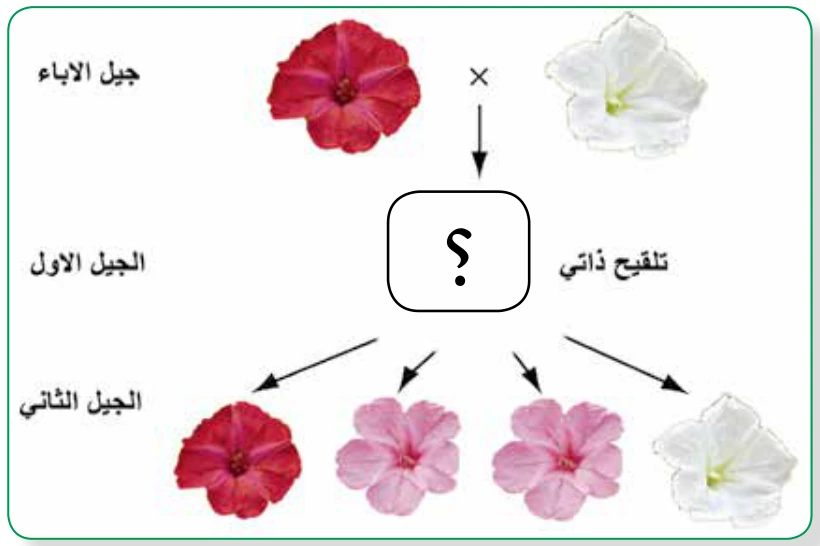 جيل الاباء
×
؟
تلقيح ذاتي
الجيل الاول
الجيل الثاني